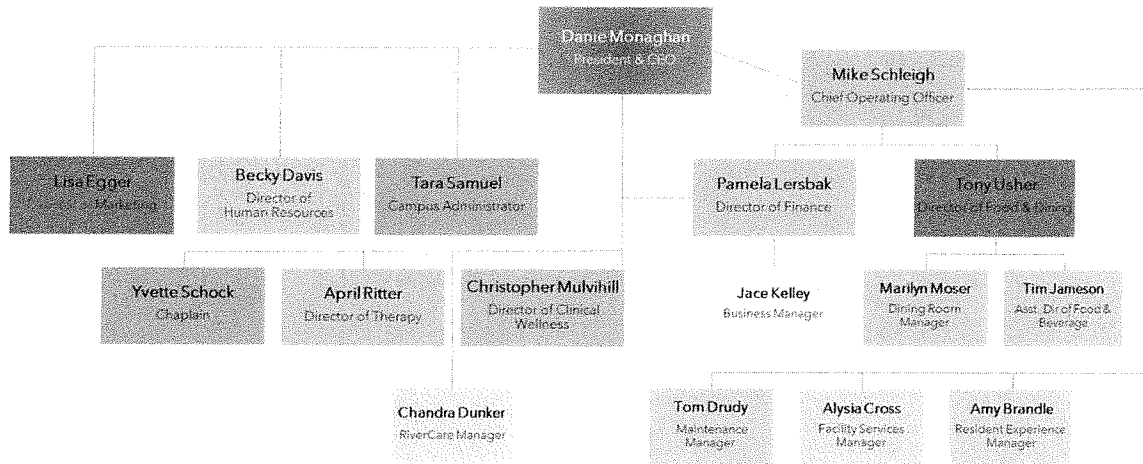 Danie Monaghan
President & CEO
Mike Schleigh
Chief Operating Officer
Lisa Egger
Marketing
Becky Davis
Director of
Human Resources
Tara Samuel
Campus Administrator
Pamela Lersbak
Director of Finance
Tony Usher
Director of Food & Dining
Yvette Schock
Chaplain
April Ritter
Director of Therapy
Christopher Mulvihill
Director of Clinical
Wellness
Jace Kelley
Business Manager
Marilyn Moser
Dining Room
Manager
Tim Jameson
Asst. Dir of Food &
Beverage
Chandra Dunker
RiverCare Manager
Tom Drudy
Maintenance
Manager
Alysia Cross
Facility Services
Manager
Amy Brandle
Resident Experience
Manager